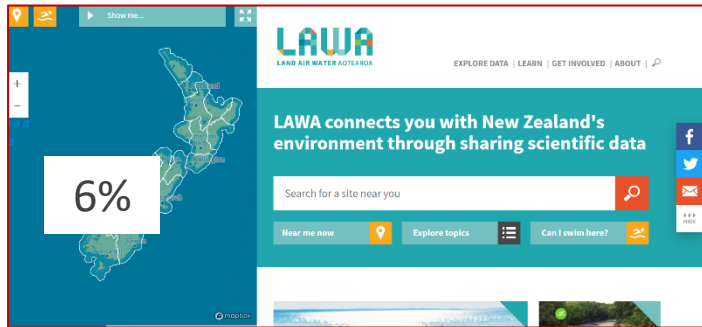 Show me...
+
−
6%
mapbox
LAWA
LAND AIR WATER AOTEAROA
EXPLORE DATA | LEARN | GET INVOLVED | ABOUT |
LAWA connects you with New Zealand's
environment through sharing scientific data
Search for a site near you
Near me now
Explore topics
Can I swim here?
f
HIDE